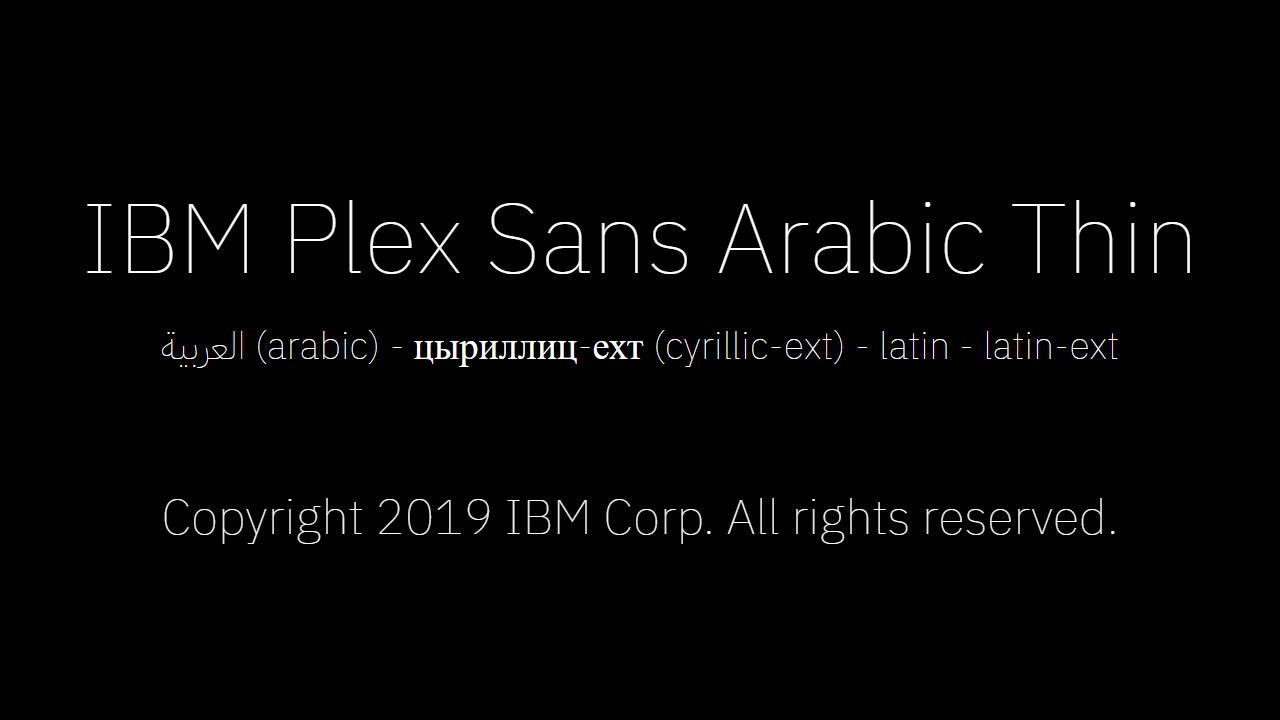 IBM Plex Sans Arabic Thin
العربية (arabic) - цыриллиц-ехт (cyrillic-ext) - latin - latin-ext
Copyright 2019 IBM Corp. All rights reserved.